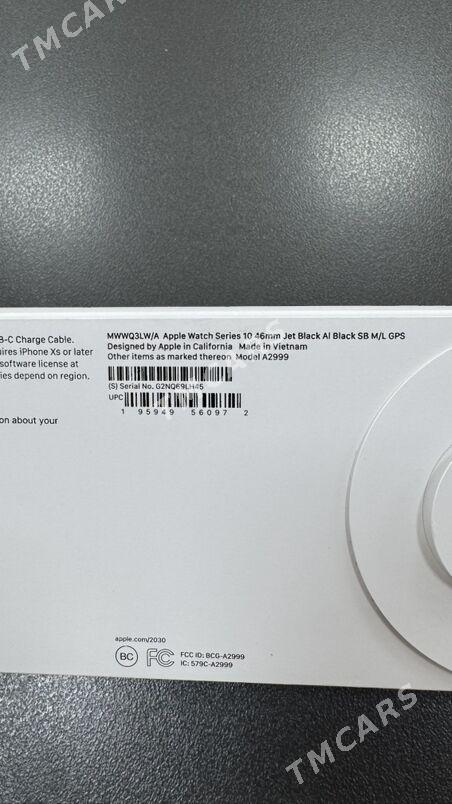 TMCARS
B-C Charge Cable.
ires iPhone Xs or later
software license at
ies depend on region.
on about your
MWWQ3LW/A Apple Watch Series 10 46mm Jet Black Al Black SB M/L GPS
Designed by Apple in California Made in Vietnam
Other items as marked thereon Model A2999
(S) Serial No. G2NQ69LH45
UPC
1 95949 56097 2
TMCARS
apple.com/2030
BC FC FCC ID: BCG-A2999
IC: 579C-A2999
TMCARS